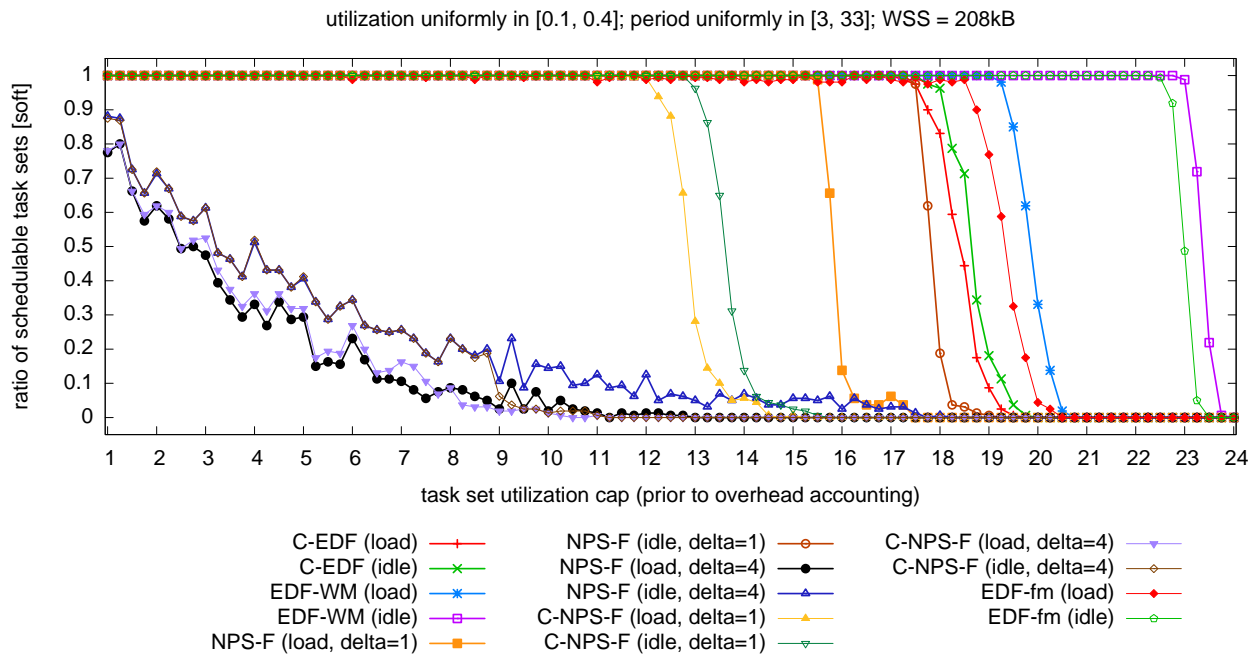 utilization uniformly in [0.1, 0.4]; period uniformly in [3, 33]; WSS = 208kB
ratio of schedulable task sets [soft]
1
0.9
0.8
0.7
0.6
0.5
0.4
0.3
0.2
0.1
0
1 2 3 4 5 6 7 8 9 10 11 12 13 14 15 16 17 18 19 20 21 22 23 24
task set utilization cap (prior to overhead accounting)
C-EDF (load)
C-EDF (idle)
EDF-WM (load)
EDF-WM (idle)
NPS-F (load, delta=1)
NPS-F (idle, delta=1)
NPS-F (load, delta=4)
NPS-F (idle, delta=4)
C-NPS-F (load, delta=1)
C-NPS-F (idle, delta=1)
C-NPS-F (load, delta=4)
C-NPS-F (idle, delta=4)
EDF-fm (load)
EDF-fm (idle)